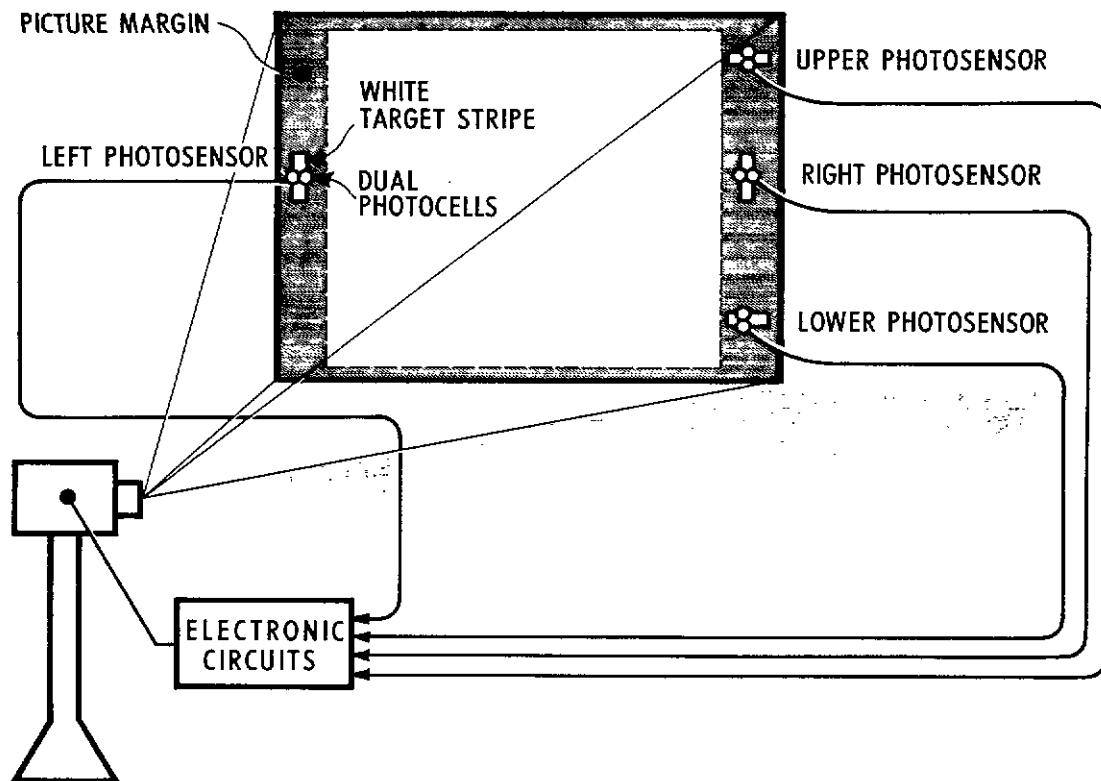 PICTURE MARGIN
UPPER PHOTOSENSOR
WHITE
TARGET STRIPE
LEFT PHOTOSENSOR
DUAL
PHOTOCELLS
RIGHT PHOTOSENSOR
LOWER PHOTOSENSOR
ELECTRONIC
CIRCUITS